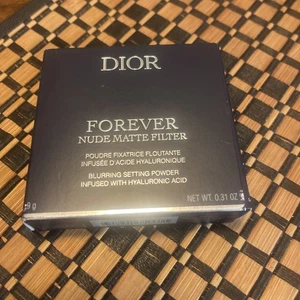 DIOR
FOREVER
NUDE MATTE FILTER
POUDRE FIXATRICE FLOUTANTE
INFUSÉE D'ACIDE HYALURONIQUE
BLURRING SETTING POWDER
INFUSED WITH HYALURONIC ACID
9 g NET WT. 0.31 OZ